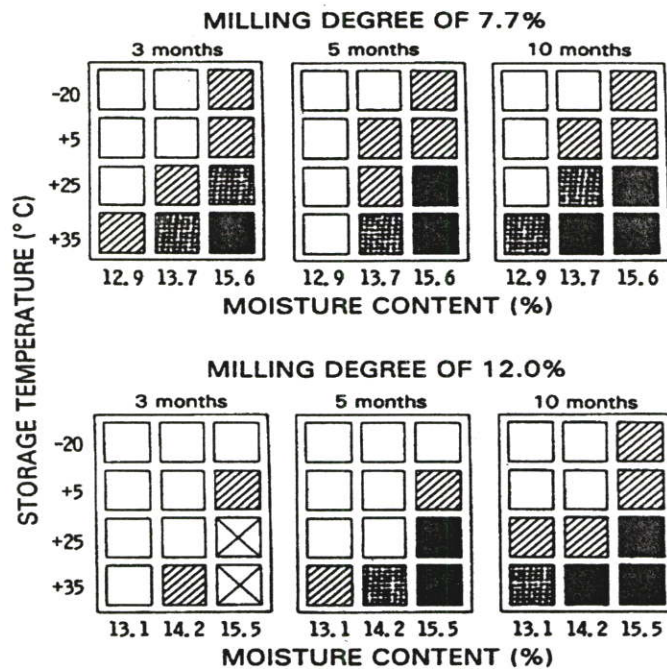 MILLING DEGREE OF 7.7%
3 months 5 months 10 months
-20
+5
+25
+35
12.9 13.7 15.6 12.9 13.7 15.6 12.9 13.7 15.6
MOISTURE CONTENT (%)
STORAGE TEMPERATURE (° C)
MILLING DEGREE OF 12.0%
3 months 5 months 10 months
-20
+5
+25
+35
13.1 14.2 15.5 13.1 14.2 15.5 13.1 14.2 15.5
MOISTURE CONTENT (%)